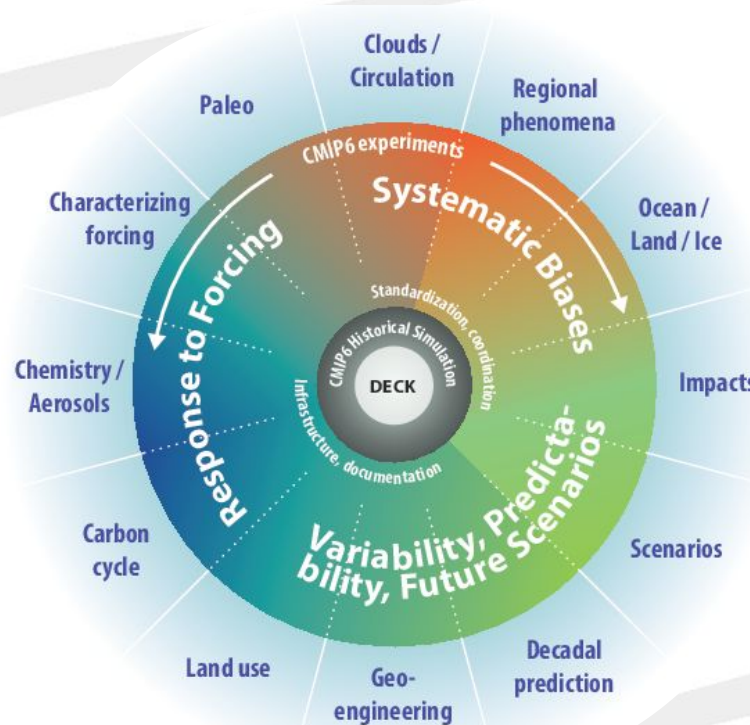 Clouds /
Circulation
Regional
phenomena
Ocean /
Land / Ice
Impacts
Scenarios
Decadal
prediction
Geo-
engineering
Land use
Carbon
cycle
Chemistry /
Aerosols
Characterizing
forcing
Paleo
CMIP6 experiments
Systematic Biases
Variability, Predicta-
bility, Future Scenarios
Response to Forcing
Standardization, coordination
Infrastructure, documentation
CMIP6 Historical Simulation
DECK